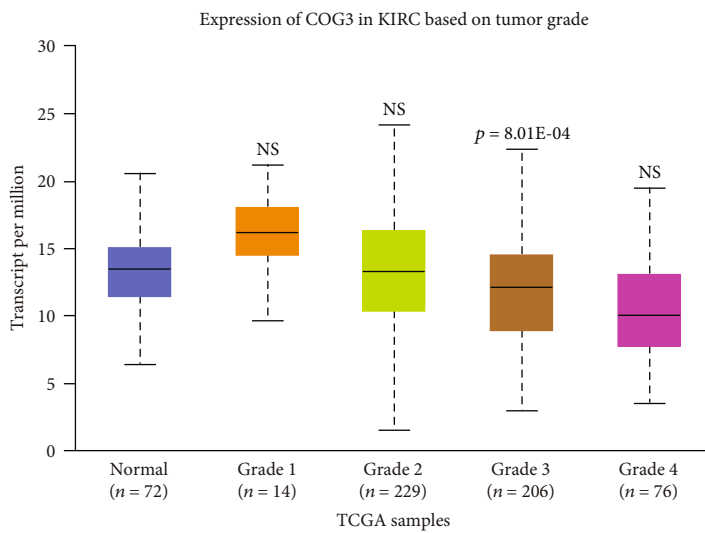 Expression of COG3 in KIRC based on tumor grade
30
25
20
15
10
5
0
Transcript per million
NS
NS
p = 8.01E-04
NS
Normal
(n = 72)
Grade 1
(n = 14)
Grade 2
(n = 229)
Grade 3
(n = 206)
Grade 4
(n = 76)
TCGA samples